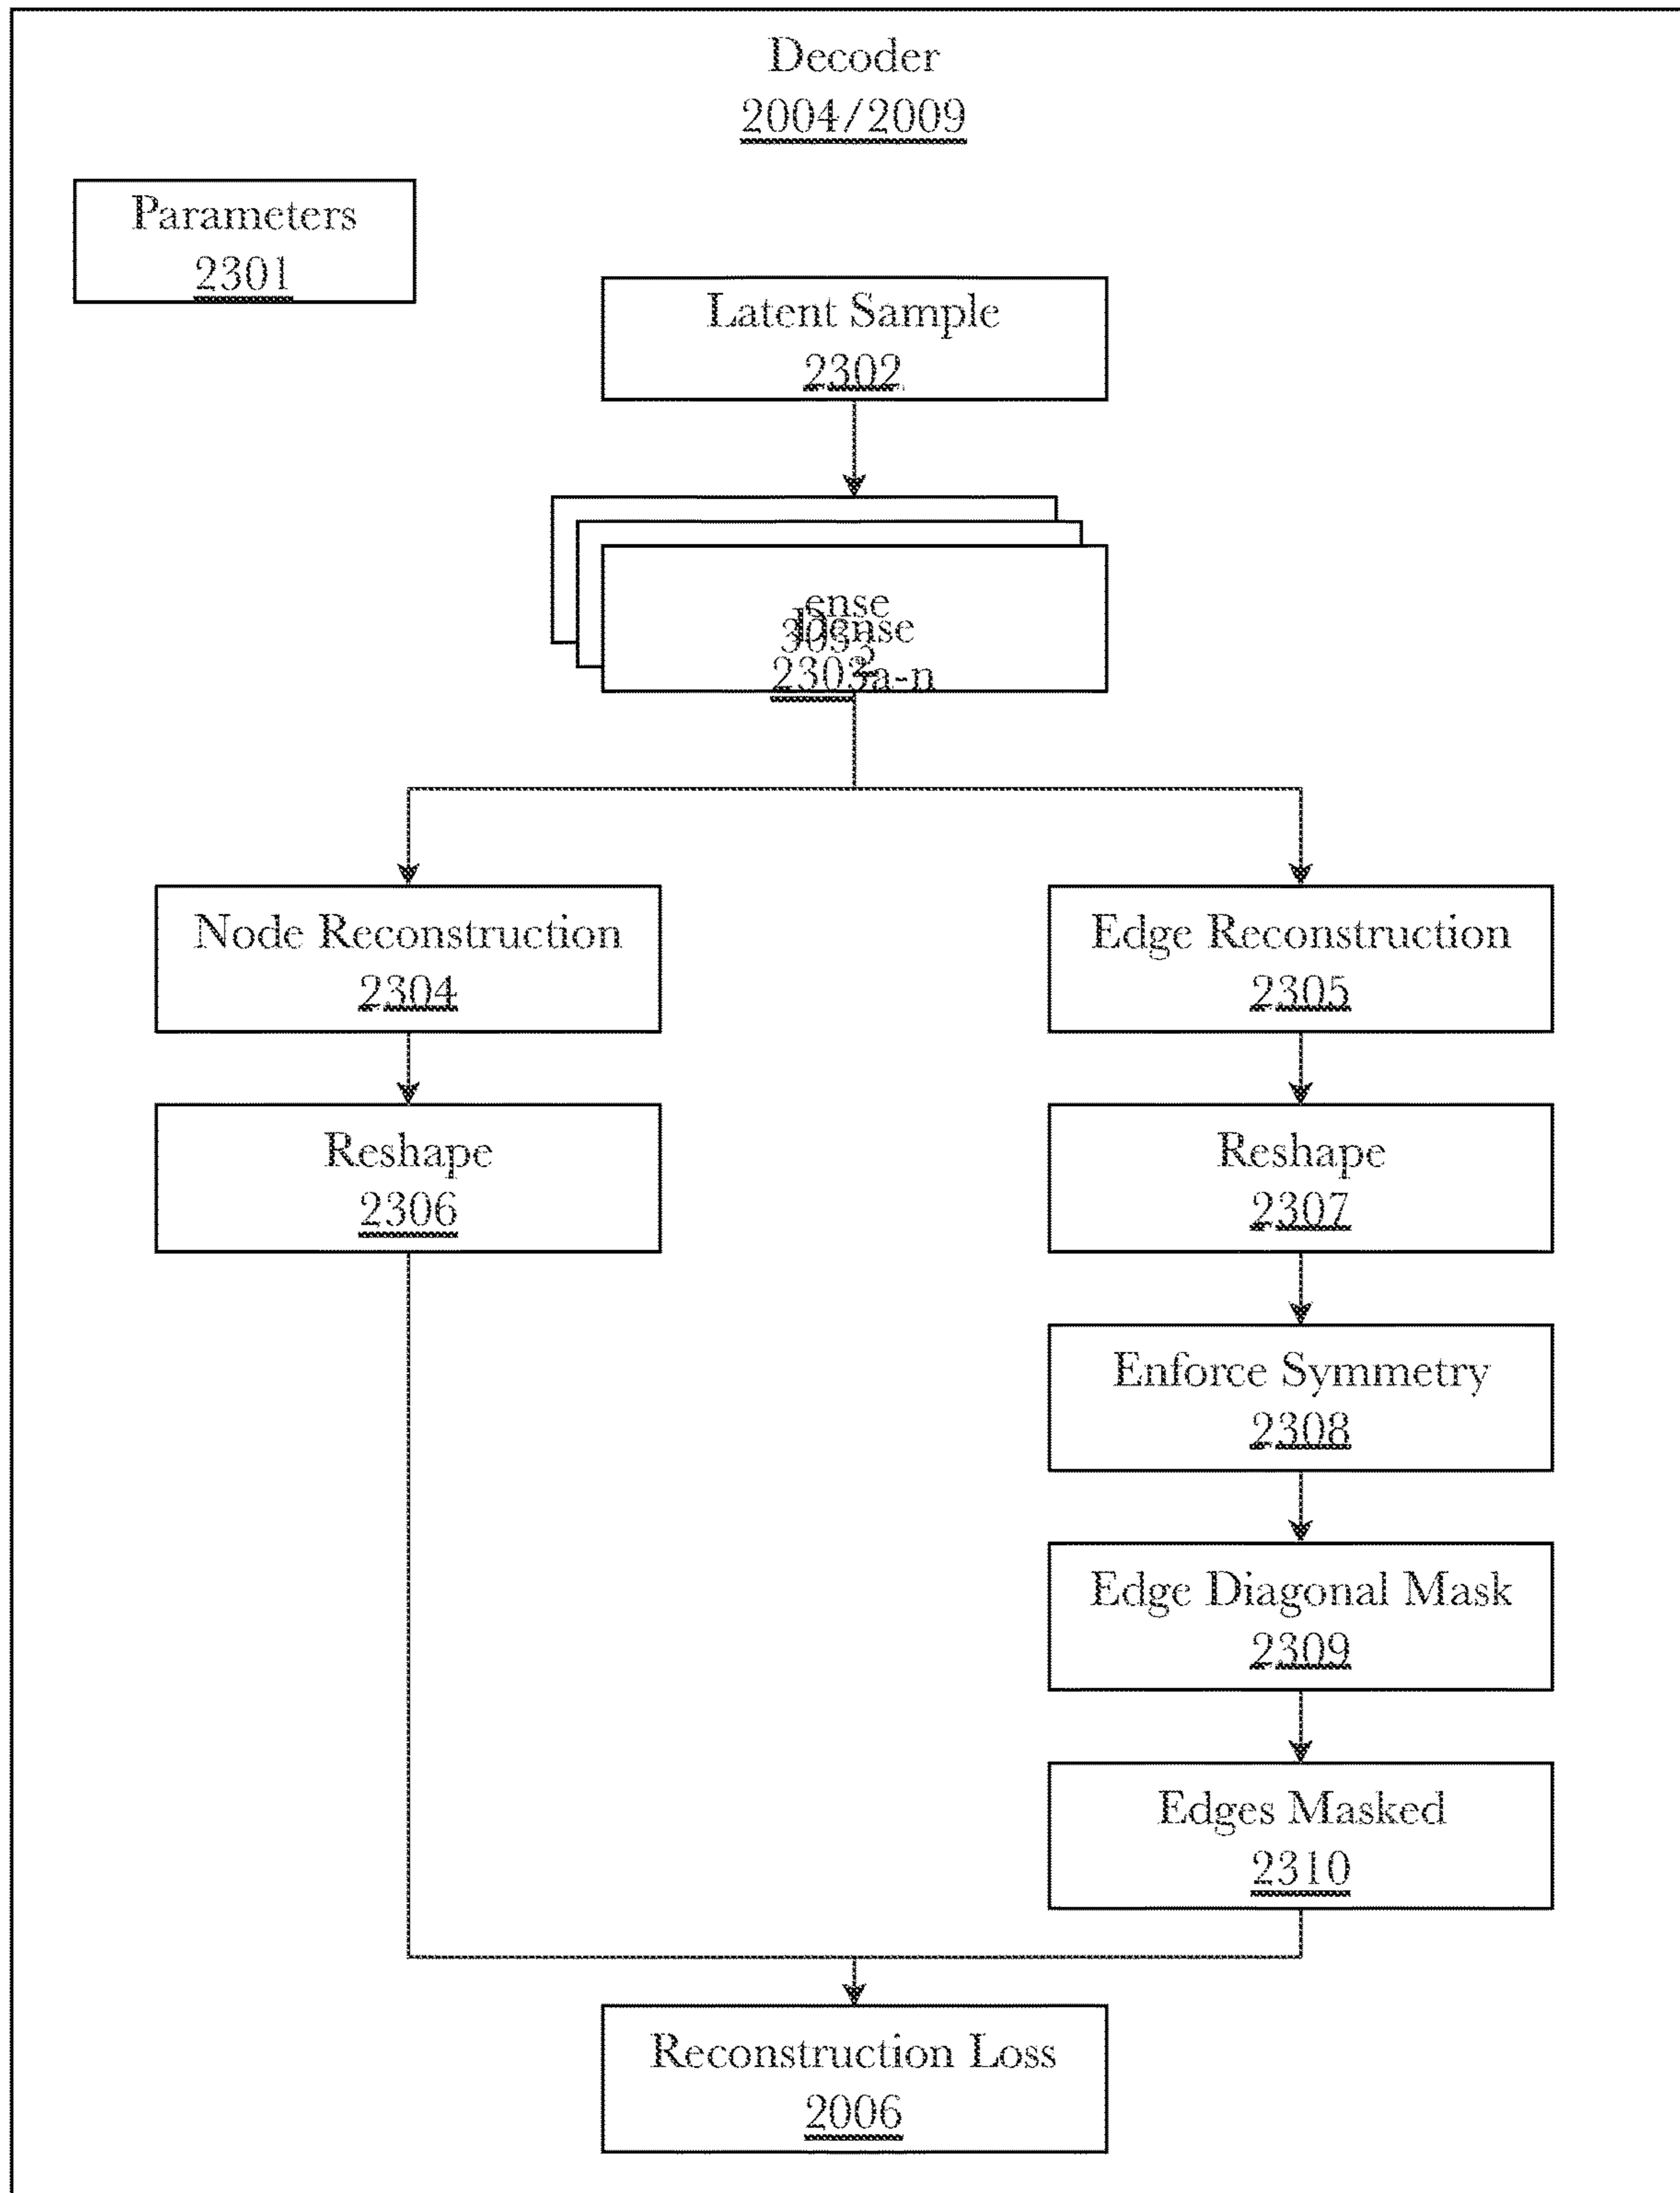 Decoder
2004/2009
Parameters
2301
Latent Sample
2302
Dense
2303a-n
Node Reconstruction
2304
Edge Reconstruction
2305
Reshape
2306
Reshape
2307
Enforce Symmetry
2308
Edge Diagonal Mask
2309
Edges Masked
2310
Reconstruction Loss
2006